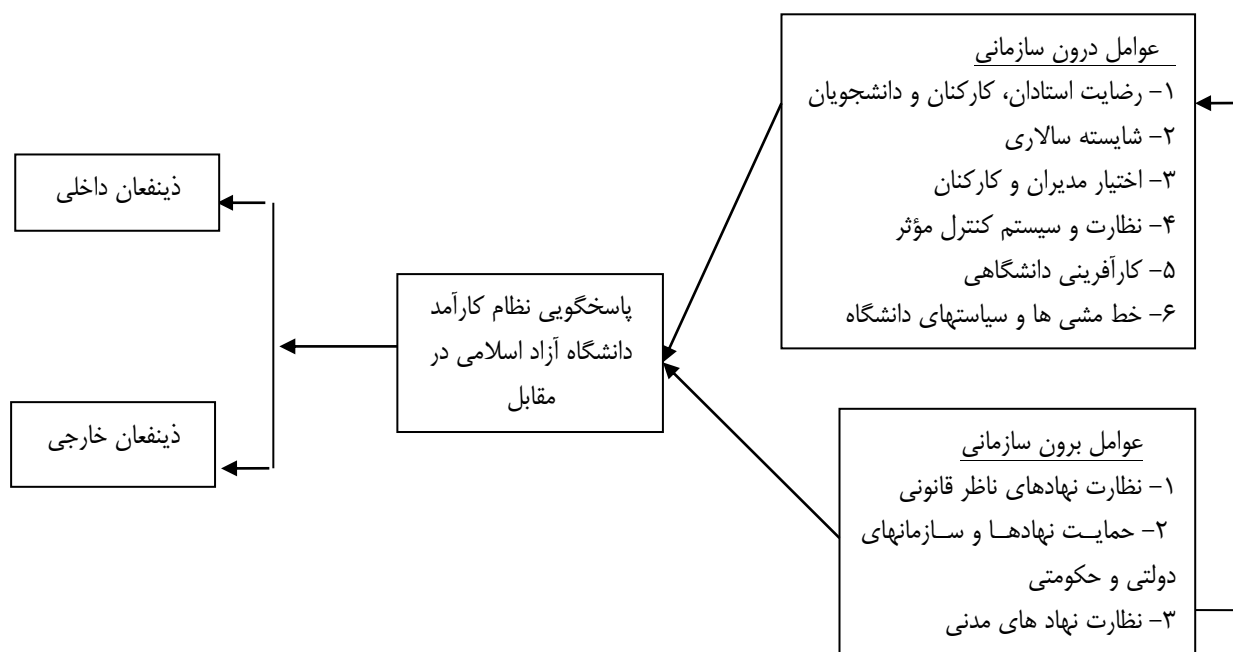 عوامل درون سازمانی
۱- رضایت استادان، کارکنان و دانشجویان
۲- شایسته سالاری
۳- اختیار مدیران و کارکنان
۴- نظارت و سیستم کنترل مؤثر
۵- کارآفرینی دانشگاهی
۶- خط مشی ها و سیاستهای دانشگاه
عوامل برون سازمانی
۱- نظارت نهادهای ناظر قانونی
۲- حمایت نهادها و سازمانهای
دولتی و حکومتی
۳- نظارت نهاد های مدنی
پاسخگویی نظام کارآمد
دانشگاه آزاد اسلامی در
مقابل
ذینفعان داخلی
ذینفعان خارجی